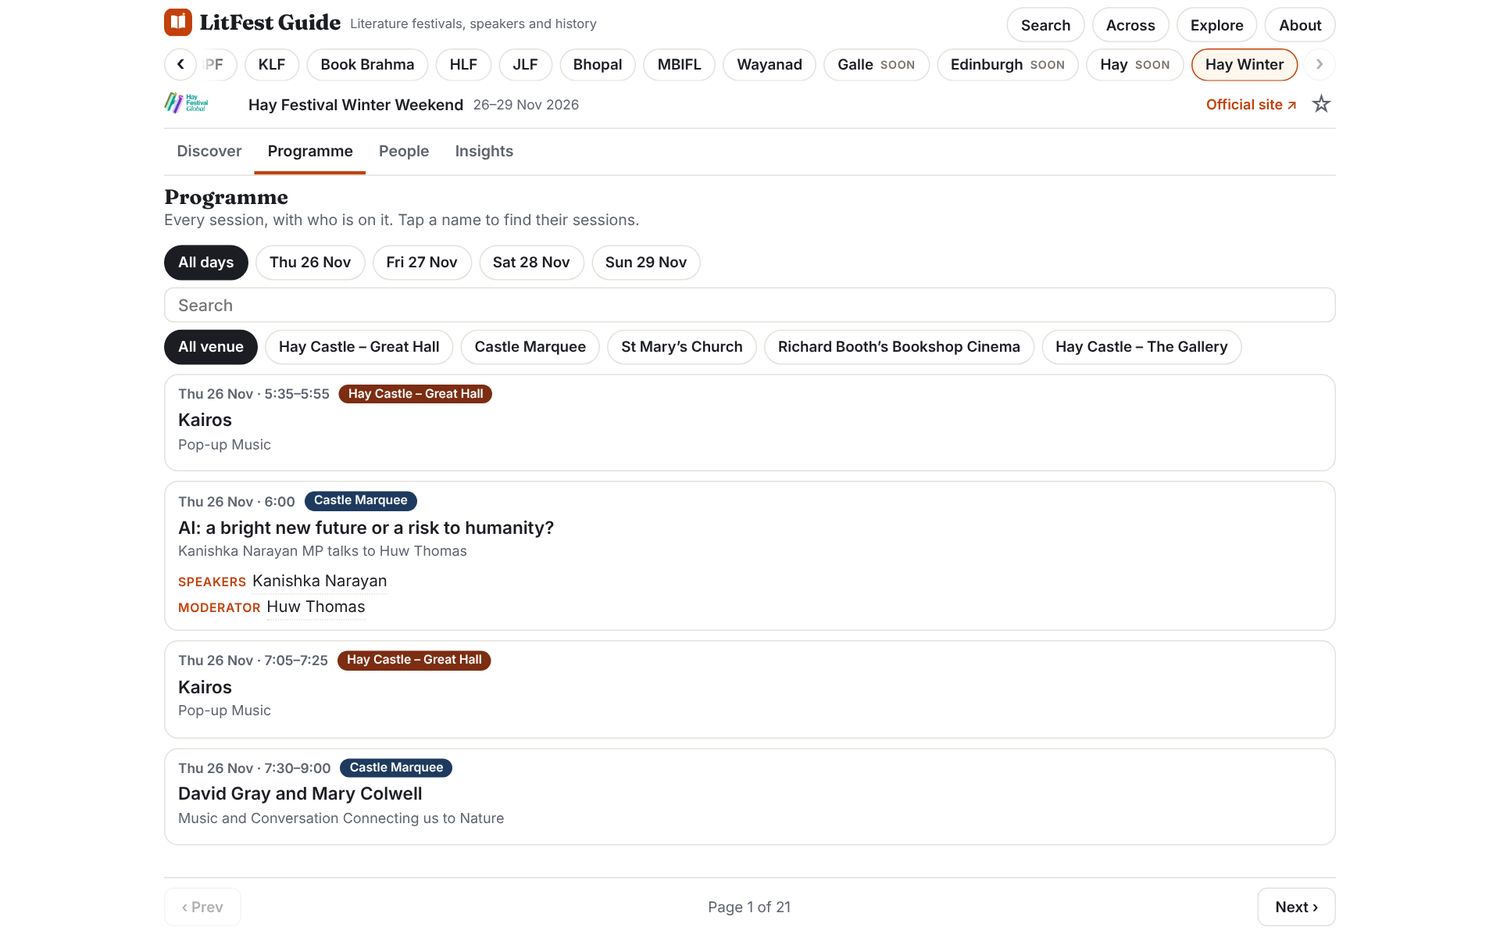 LitFest Guide Literature festivals, speakers and history Search Across Explore About
PF KLF Book Brahma HLF JLF Bhopal MBIFL Wayanad Galle SOON Edinburgh SOON Hay SOON Hay Winter
Hay Festival Global
Hay Festival Winter Weekend 26–29 Nov 2026 Official site ↗
Discover Programme People Insights
Programme
Every session, with who is on it. Tap a name to find their sessions.
All days Thu 26 Nov Fri 27 Nov Sat 28 Nov Sun 29 Nov
Search
All venue Hay Castle – Great Hall Castle Marquee St Mary’s Church Richard Booth’s Bookshop Cinema Hay Castle – The Gallery
Thu 26 Nov · 5:35–5:55 Hay Castle – Great Hall
Kairos
Pop-up Music
Thu 26 Nov · 6:00 Castle Marquee
AI: a bright new future or a risk to humanity?
Kanishka Narayan MP talks to Huw Thomas
SPEAKERS Kanishka Narayan
MODERATOR Huw Thomas
Thu 26 Nov · 7:05–7:25 Hay Castle – Great Hall
Kairos
Pop-up Music
Thu 26 Nov · 7:30–9:00 Castle Marquee
David Gray and Mary Colwell
Music and Conversation Connecting us to Nature
‹ Prev Page 1 of 21 Next ›